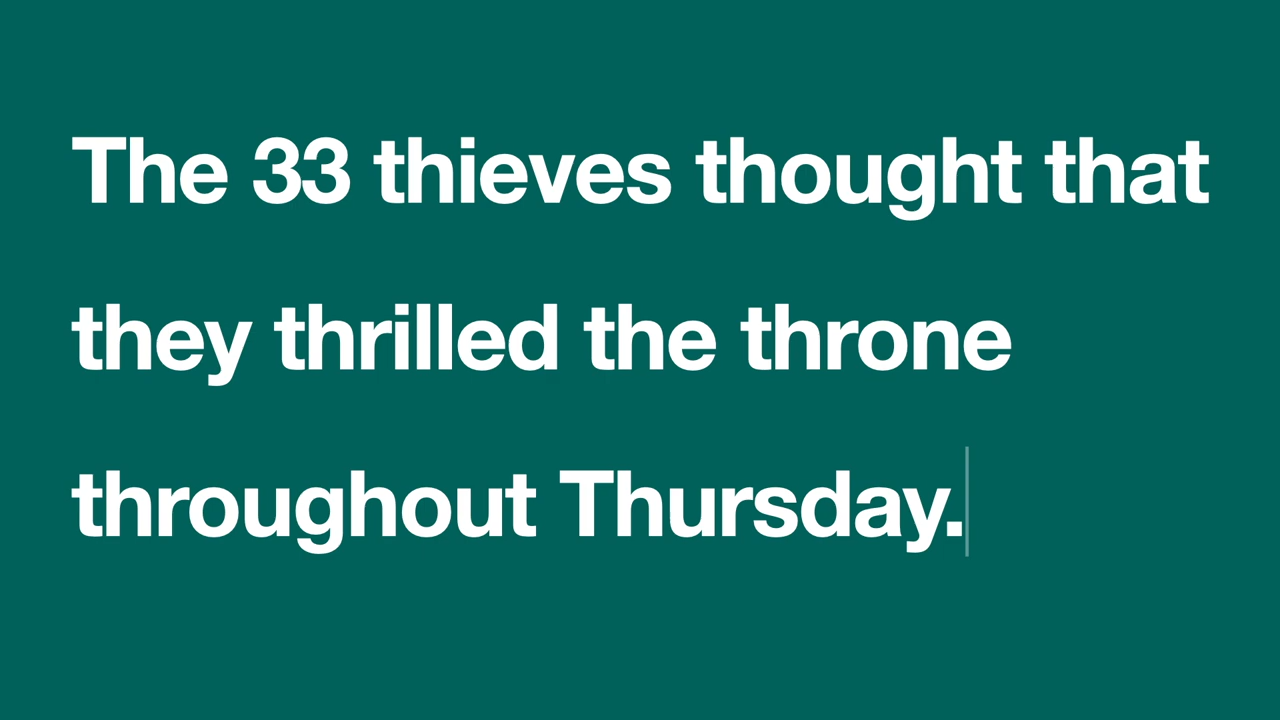 The 33 thieves thought that
they thrilled the throne
throughout Thursday.